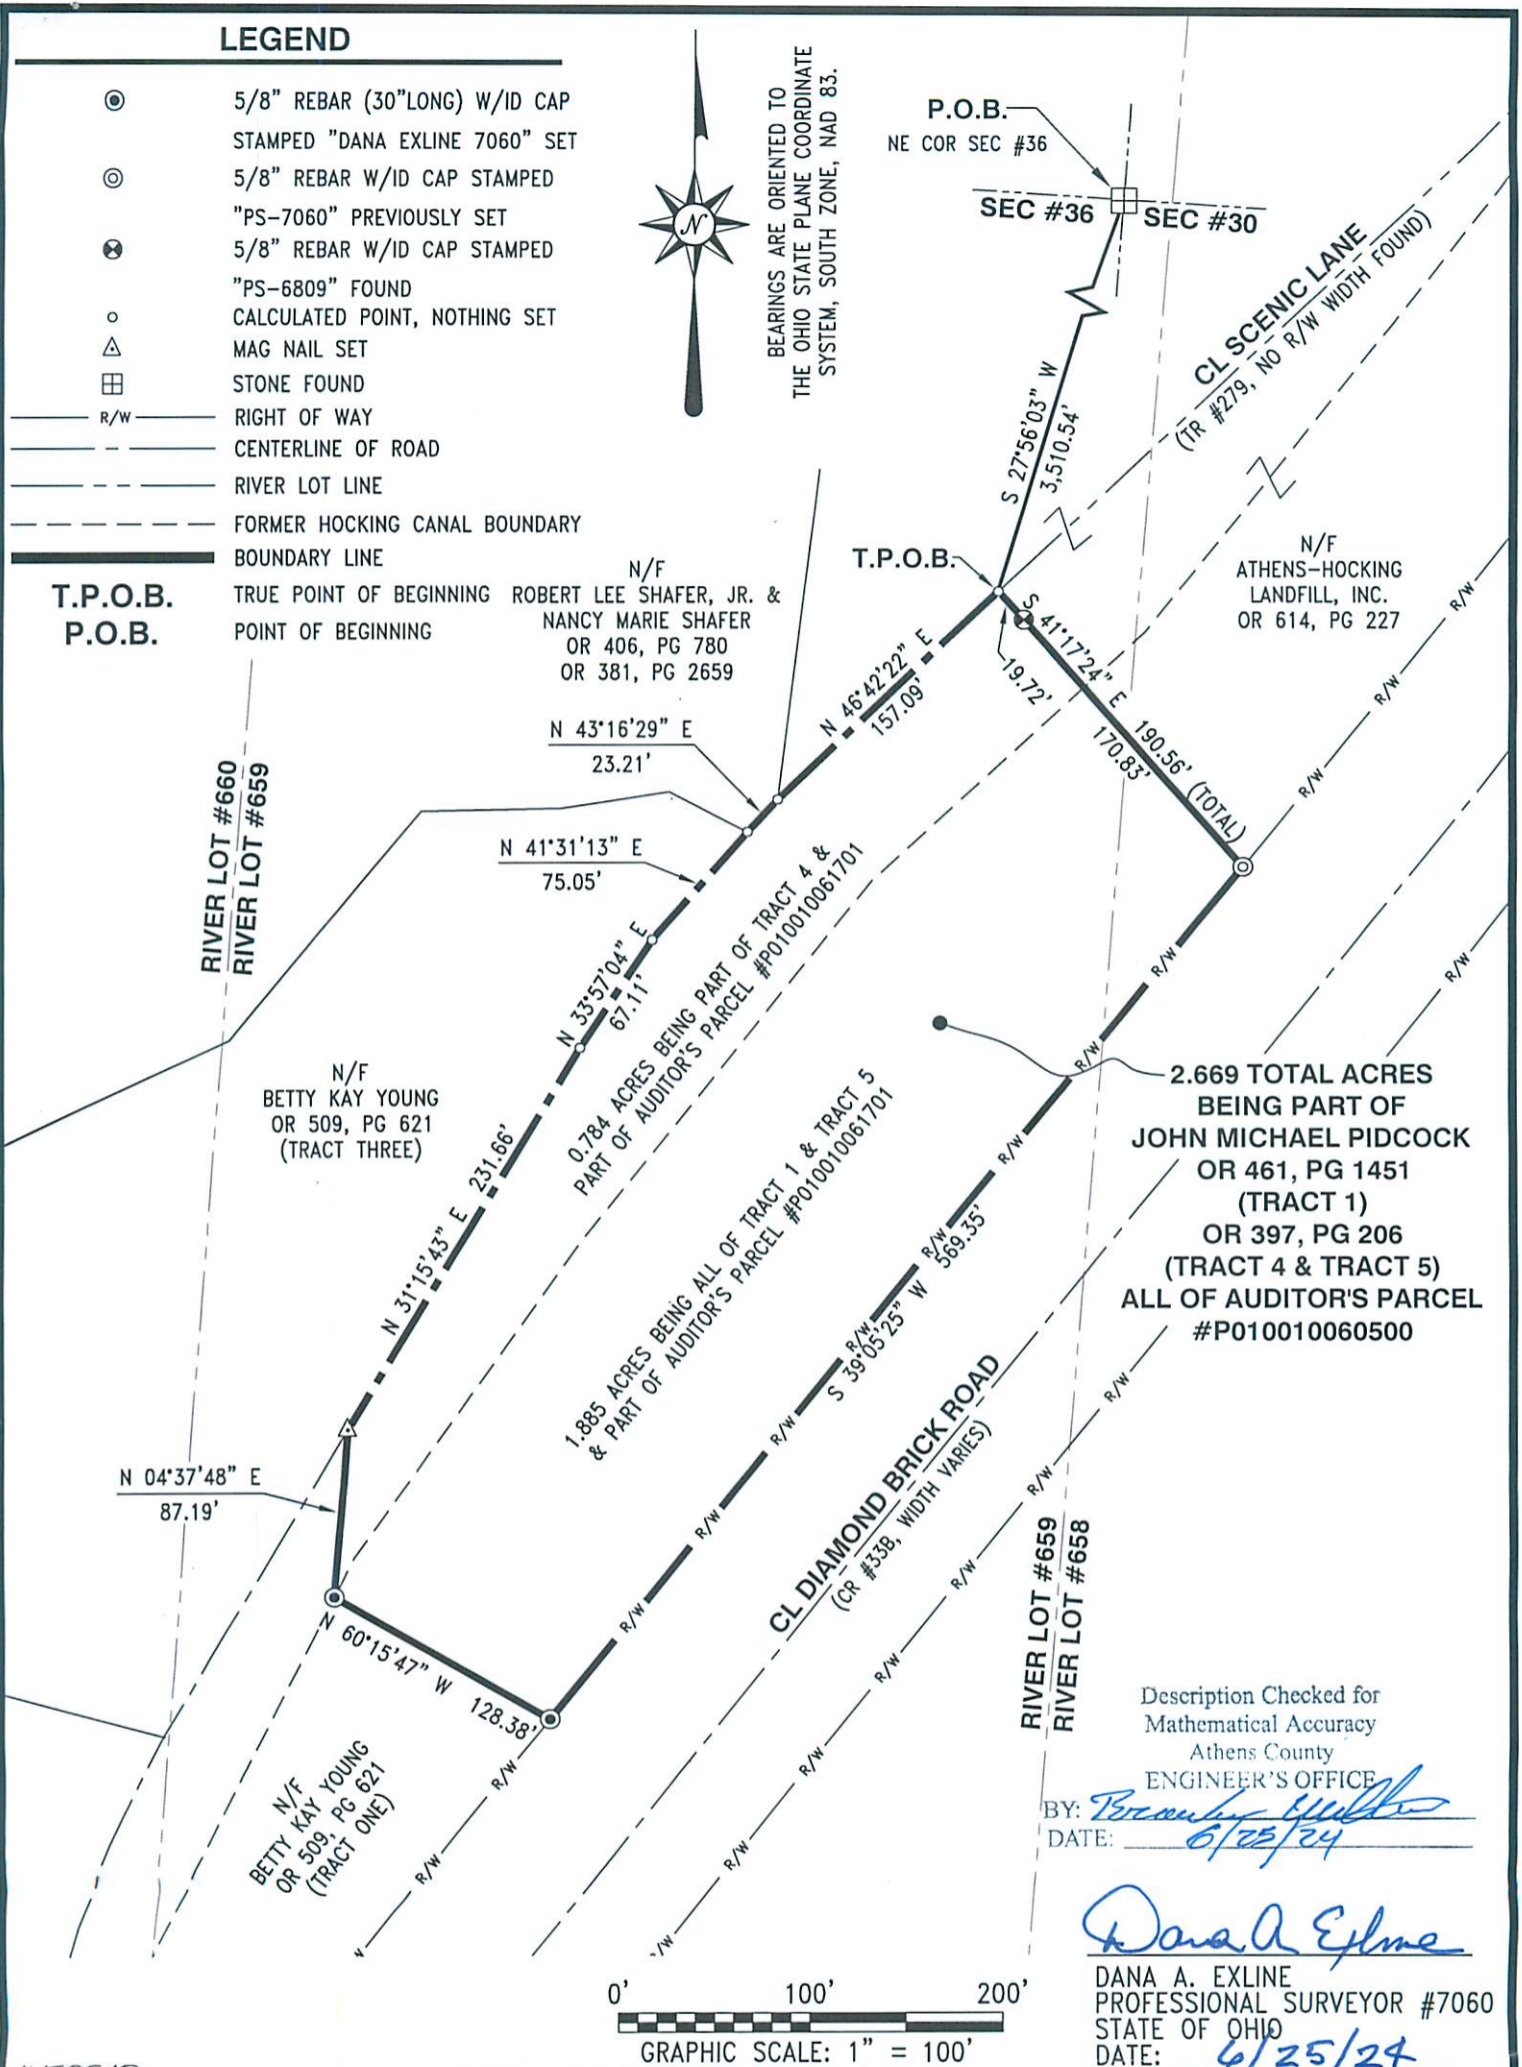 LEGEND
5/8" REBAR (30"LONG) W/ID CAP
STAMPED "DANA EXLINE 7060" SET
5/8" REBAR W/ID CAP STAMPED
"PS-7060" PREVIOUSLY SET
5/8" REBAR W/ID CAP STAMPED
"PS-6809" FOUND
CALCULATED POINT, NOTHING SET
MAG NAIL SET
STONE FOUND
R/W RIGHT OF WAY
CENTERLINE OF ROAD
RIVER LOT LINE
FORMER HOCKING CANAL BOUNDARY
BOUNDARY LINE
T.P.O.B. TRUE POINT OF BEGINNING
P.O.B. POINT OF BEGINNING
N
BEARINGS ARE ORIENTED TO
THE OHIO STATE PLANE COORDINATE
SYSTEM, SOUTH ZONE, NAD 83.
P.O.B.
NE COR SEC #36
SEC #36
SEC #30
CL SCENIC LANE
(TR #279, NO R/W WIDTH FOUND)
S 27°56'03" W
3,510.54'
T.P.O.B.
N/F
ATHENS-HOCKING
LANDFILL, INC.
OR 614, PG 227
N/F
ROBERT LEE SHAFER, JR. &
NANCY MARIE SHAFER
OR 406, PG 780
OR 381, PG 2659
S 41°17'24" E 190.56' (TOTAL)
19.72'
170.83'
N 46°42'22" E
157.09'
N 43°16'29" E
23.21'
N 41°31'13" E
75.05'
N 33°57'04" E
67.11'
N 31°15'43" E 231.66'
RIVER LOT #660
RIVER LOT #659
R/W
R/W
R/W
R/W
R/W
R/W
R/W
R/W
R/W
R/W
R/W
R/W
R/W
N/F
BETTY KAY YOUNG
OR 509, PG 621
(TRACT THREE)
0.784 ACRES BEING PART OF TRACT 4 &
PART OF AUDITOR'S PARCEL #P010010061701
1.885 ACRES BEING ALL OF TRACT 1 & TRACT 5
& PART OF AUDITOR'S PARCEL #P010010061701
2.669 TOTAL ACRES
BEING PART OF
JOHN MICHAEL PIDCOCK
OR 461, PG 1451
(TRACT 1)
OR 397, PG 206
(TRACT 4 & TRACT 5)
ALL OF AUDITOR'S PARCEL
#P010010060500
S 39°05'25" W 569.35'
N 04°37'48" E
87.19'
N 60°15'47" W 128.38'
CL DIAMOND BRICK ROAD
(CR #33B, WIDTH VARIES)
R/W
R/W
R/W
R/W
R/W
R/W
R/W
R/W
RIVER LOT #659
RIVER LOT #658
N/F
BETTY KAY YOUNG
OR 509, PG 621
(TRACT ONE)
Description Checked for
Mathematical Accuracy
Athens County
ENGINEER'S OFFICE
BY:
DATE: 6/25/24
Dana A Exline
DANA A. EXLINE
PROFESSIONAL SURVEYOR #7060
STATE OF OHIO
DATE: 6/25/24
0' 100' 200'
GRAPHIC SCALE: 1" = 100'